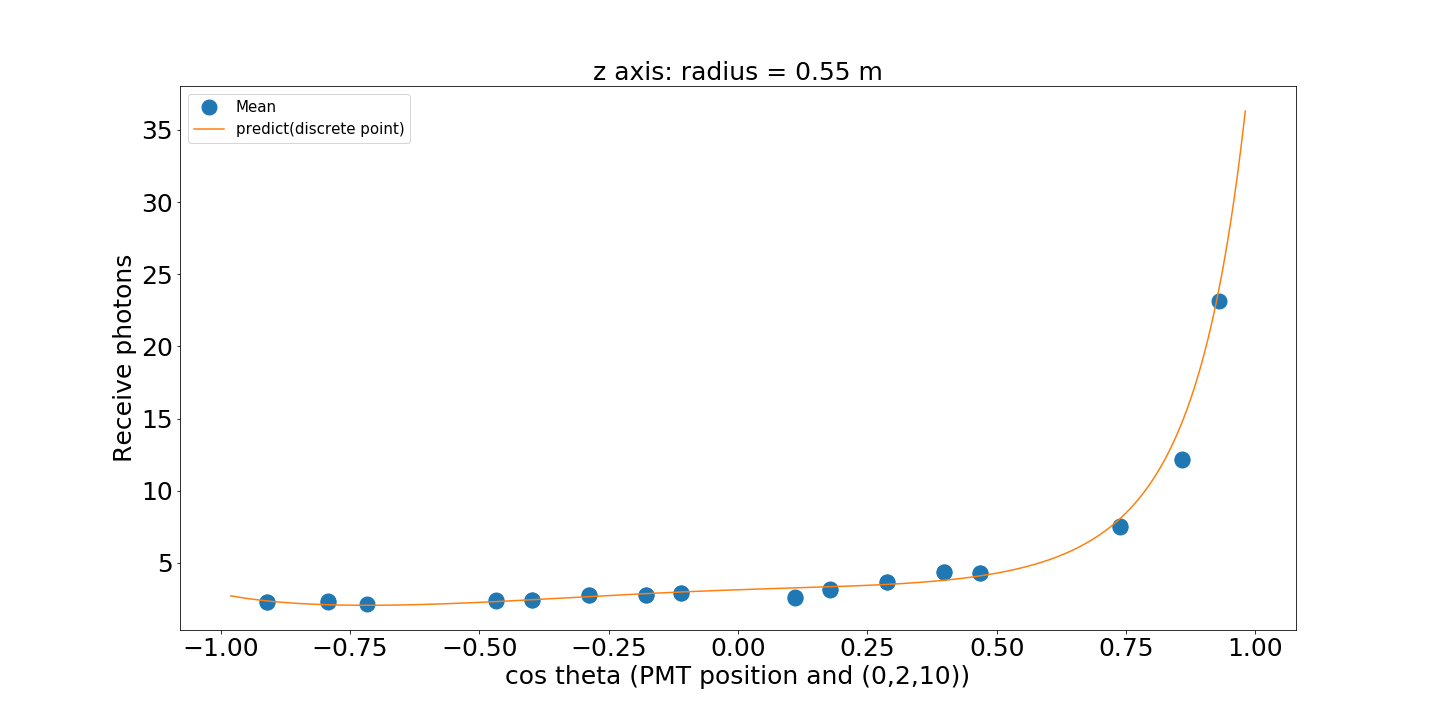 z axis: radius = 0.55 m
Mean
predict(discrete point)
35
30
25
20
15
10
5
Receive photons
−1.00 −0.75 −0.50 −0.25 0.00 0.25 0.50 0.75 1.00
cos theta (PMT position and (0,2,10))